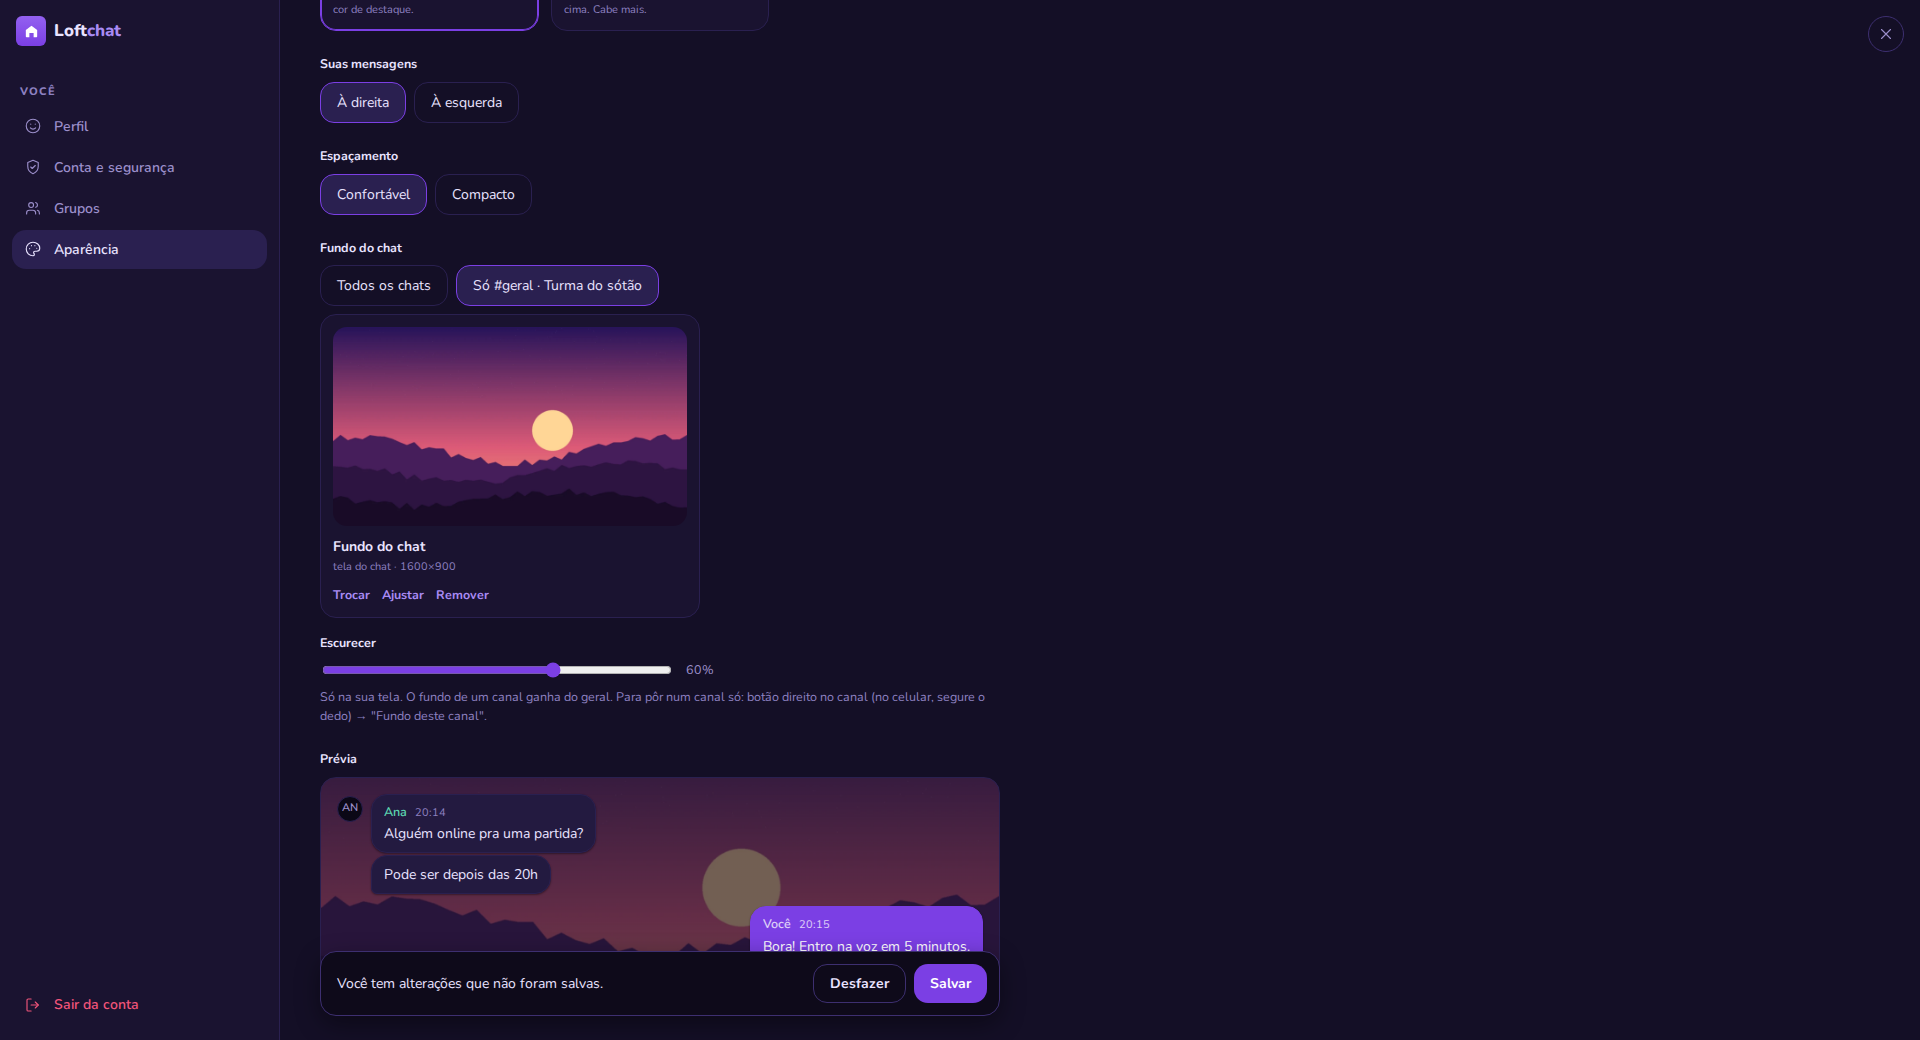 Loftchat
VOCÊ
Perfil
Conta e segurança
Grupos
Aparência
Sair da conta
cor de destaque.
cima. Cabe mais.
Suas mensagens
À direita
À esquerda
Espaçamento
Confortável
Compacto
Fundo do chat
Todos os chats
Só #geral · Turma do sótão
Fundo do chat
tela do chat · 1600×900
Trocar Ajustar Remover
Escurecer
60%
Só na sua tela. O fundo de um canal ganha do geral. Para pôr num canal só: botão direito no canal (no celular, segure o
dedo) → "Fundo deste canal".
Prévia
AN
Ana 20:14
Alguém online pra uma partida?
Pode ser depois das 20h
Você 20:15
Bora! Entro na voz em 5 minutos.
Você tem alterações que não foram salvas.
Desfazer
Salvar